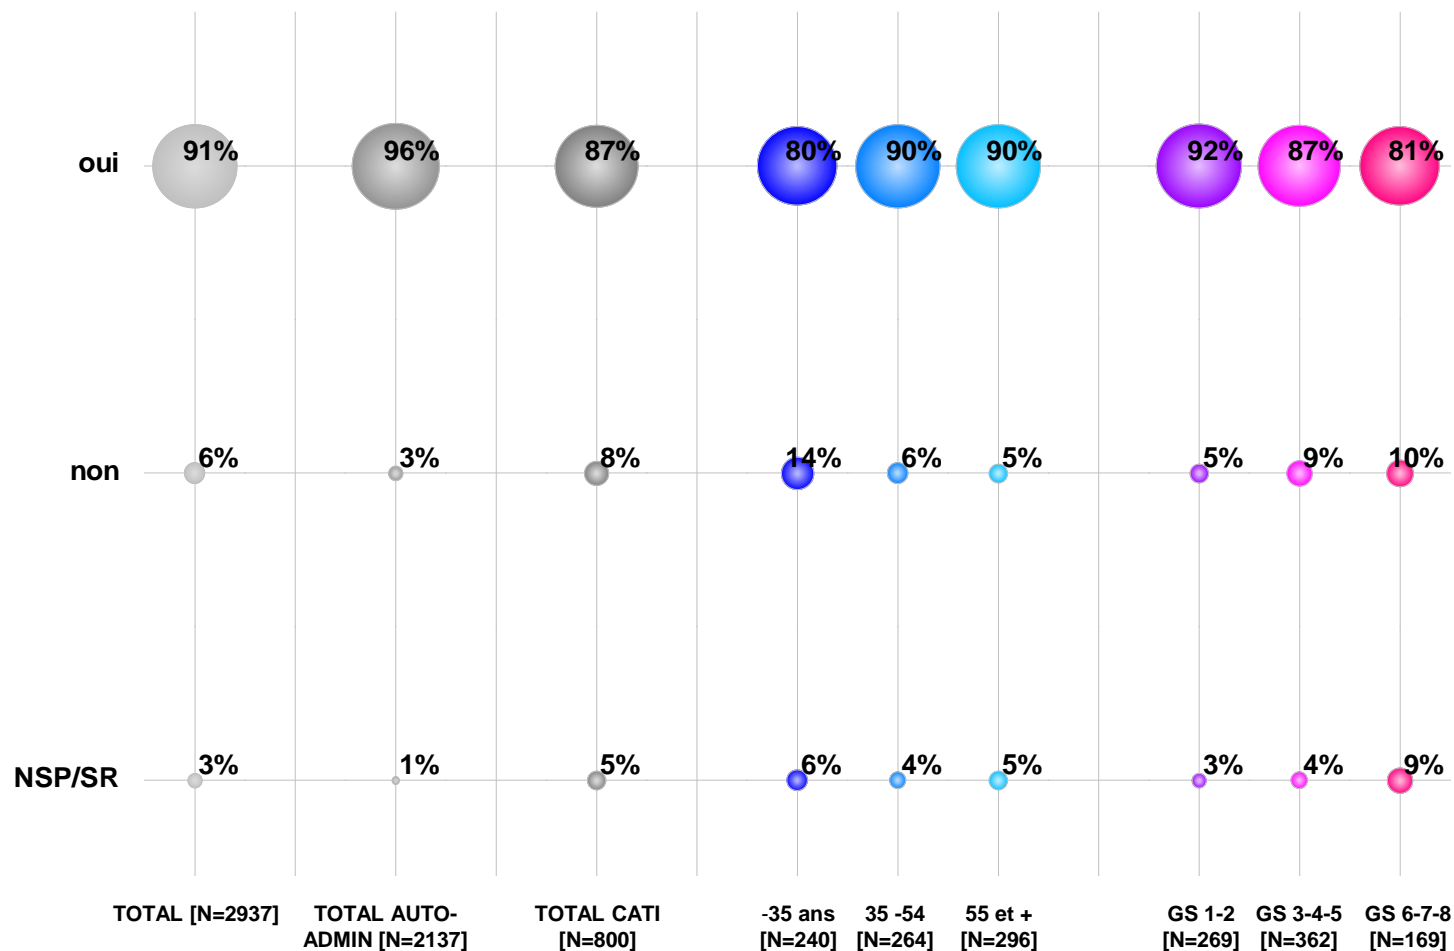 oui 91% 96% 87% 80% 90% 90% 92% 87% 81%
non 6% 3% 8% 14% 6% 5% 5% 9% 10%
NSP/SR 3% 1% 5% 6% 4% 5% 3% 4% 9%
TOTAL [N=2937] TOTAL AUTO- TOTAL CATI -35 ans 35 -54 55 et + GS 1-2 GS 3-4-5 GS 6-7-8
ADMIN [N=2137] [N=800] [N=240] [N=264] [N=296] [N=269] [N=362] [N=169]